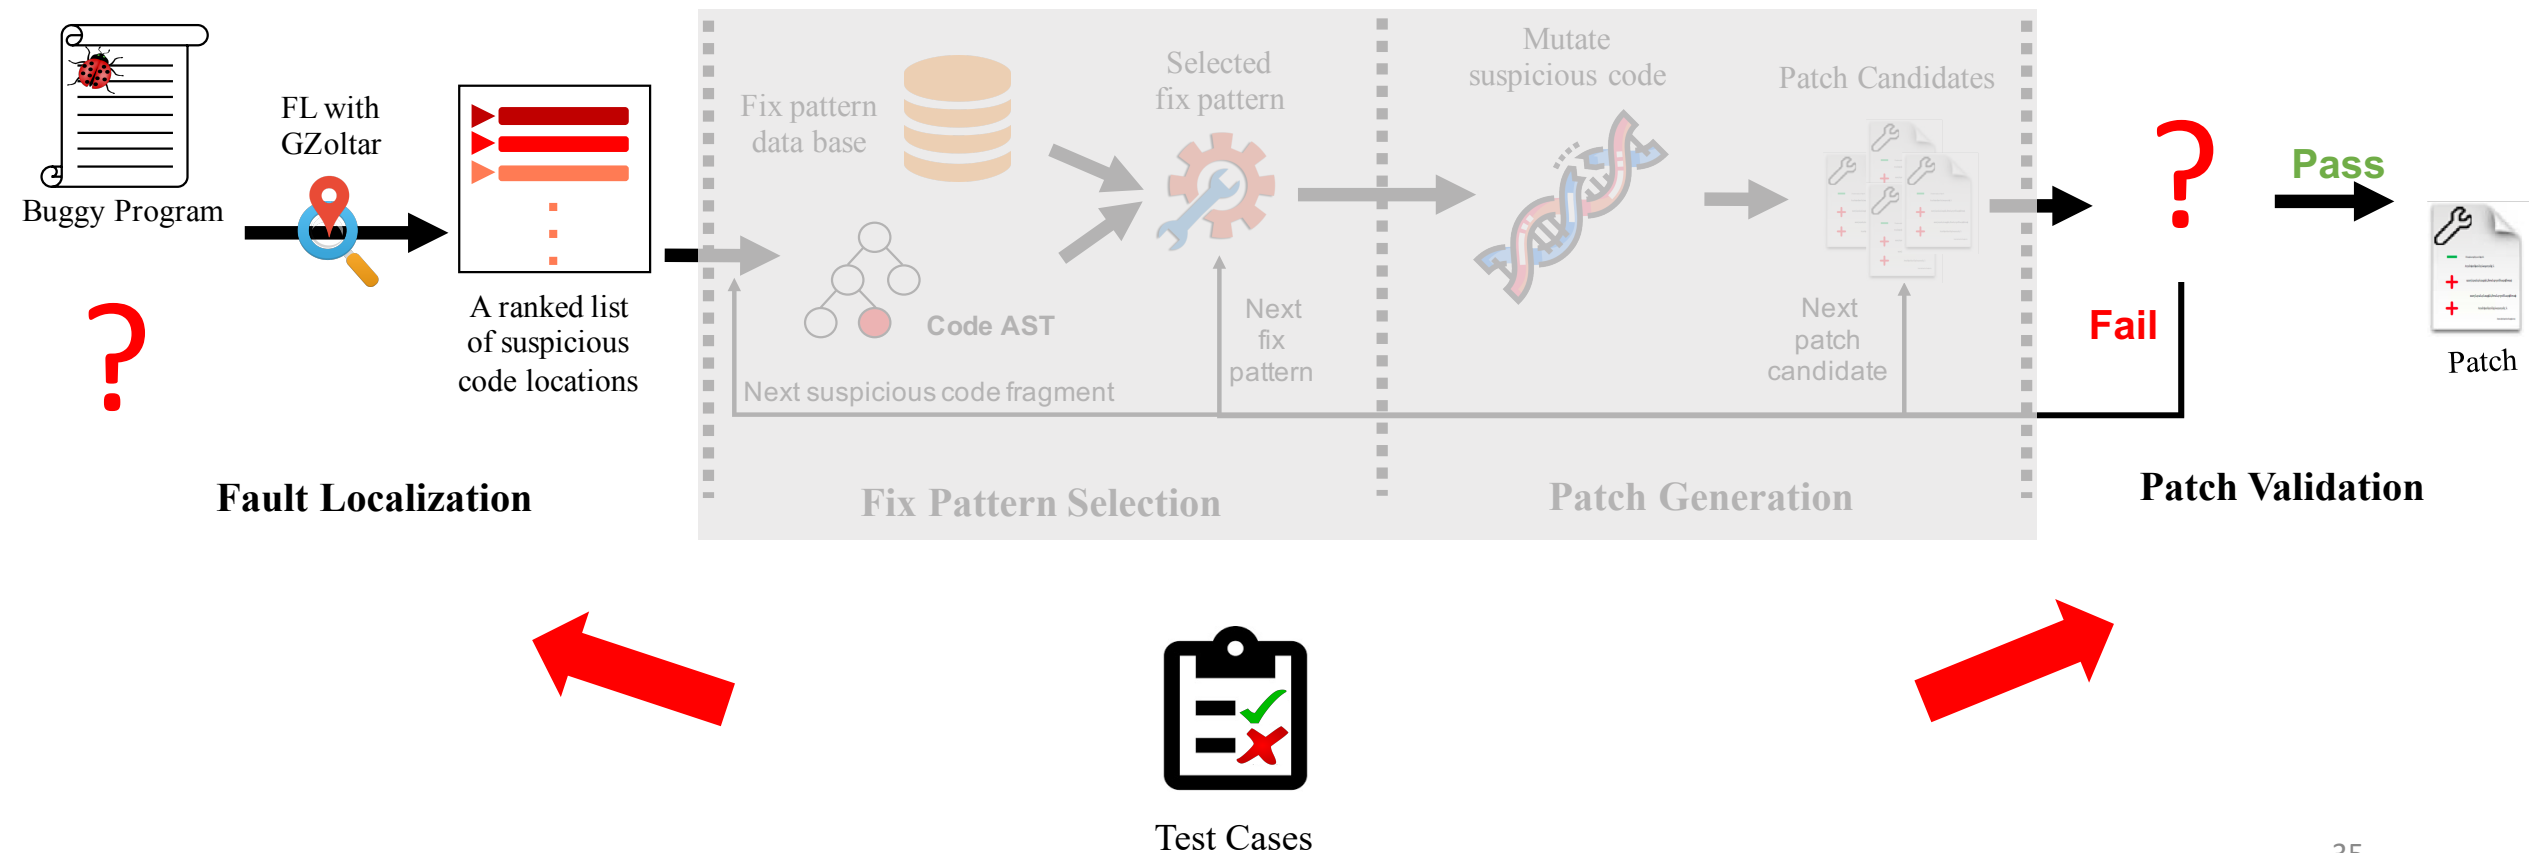 Buggy Program
?
FL with
GZoltar
A ranked list
of suspicious
code locations
Fault Localization
Fix pattern
data base
Code AST
Selected
fix pattern
Next suspicious code fragment
Next
fix
pattern
Fix Pattern Selection
Mutate
suspicious code
Patch Candidates
Next
patch
candidate
Patch Generation
?
Pass
Fail
Patch
Patch Validation
Test Cases